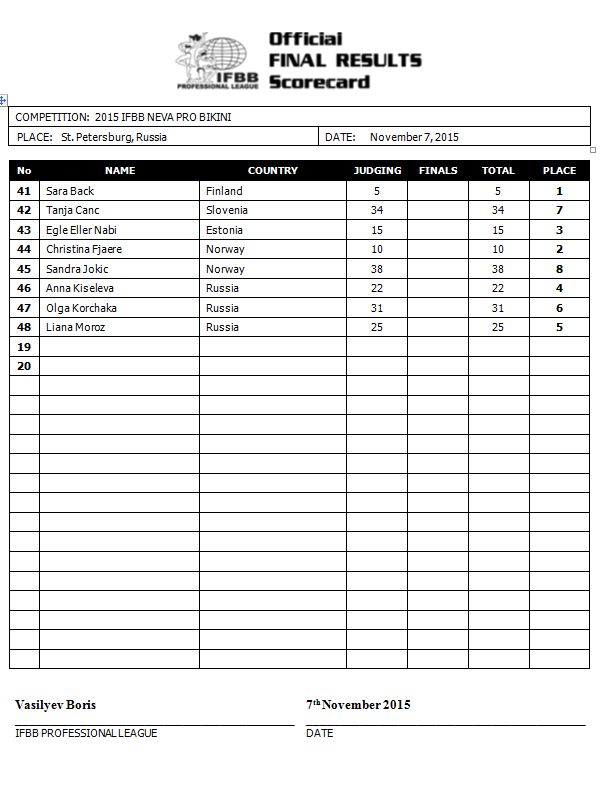 Official
FINAL RESULTS
Scorecard
IFBB
PROFESSIONAL LEAGUE
COMPETITION: 2015 IFBB NEVA PRO BIKINI
PLACE: St. Petersburg, Russia DATE: November 7, 2015
No NAME COUNTRY JUDGING FINALS TOTAL PLACE
41 Sara Back Finland 5 5 1
42 Tanja Canc Slovenia 34 34 7
43 Egle Eller Nabi Estonia 15 15 3
44 Christina Fjaere Norway 10 10 2
45 Sandra Jokic Norway 38 38 8
46 Anna Kiseleva Russia 22 22 4
47 Olga Korchaka Russia 31 31 6
48 Liana Moroz Russia 25 25 5
19
20
Vasilyev Boris 7th November 2015
IFBB PROFESSIONAL LEAGUE DATE